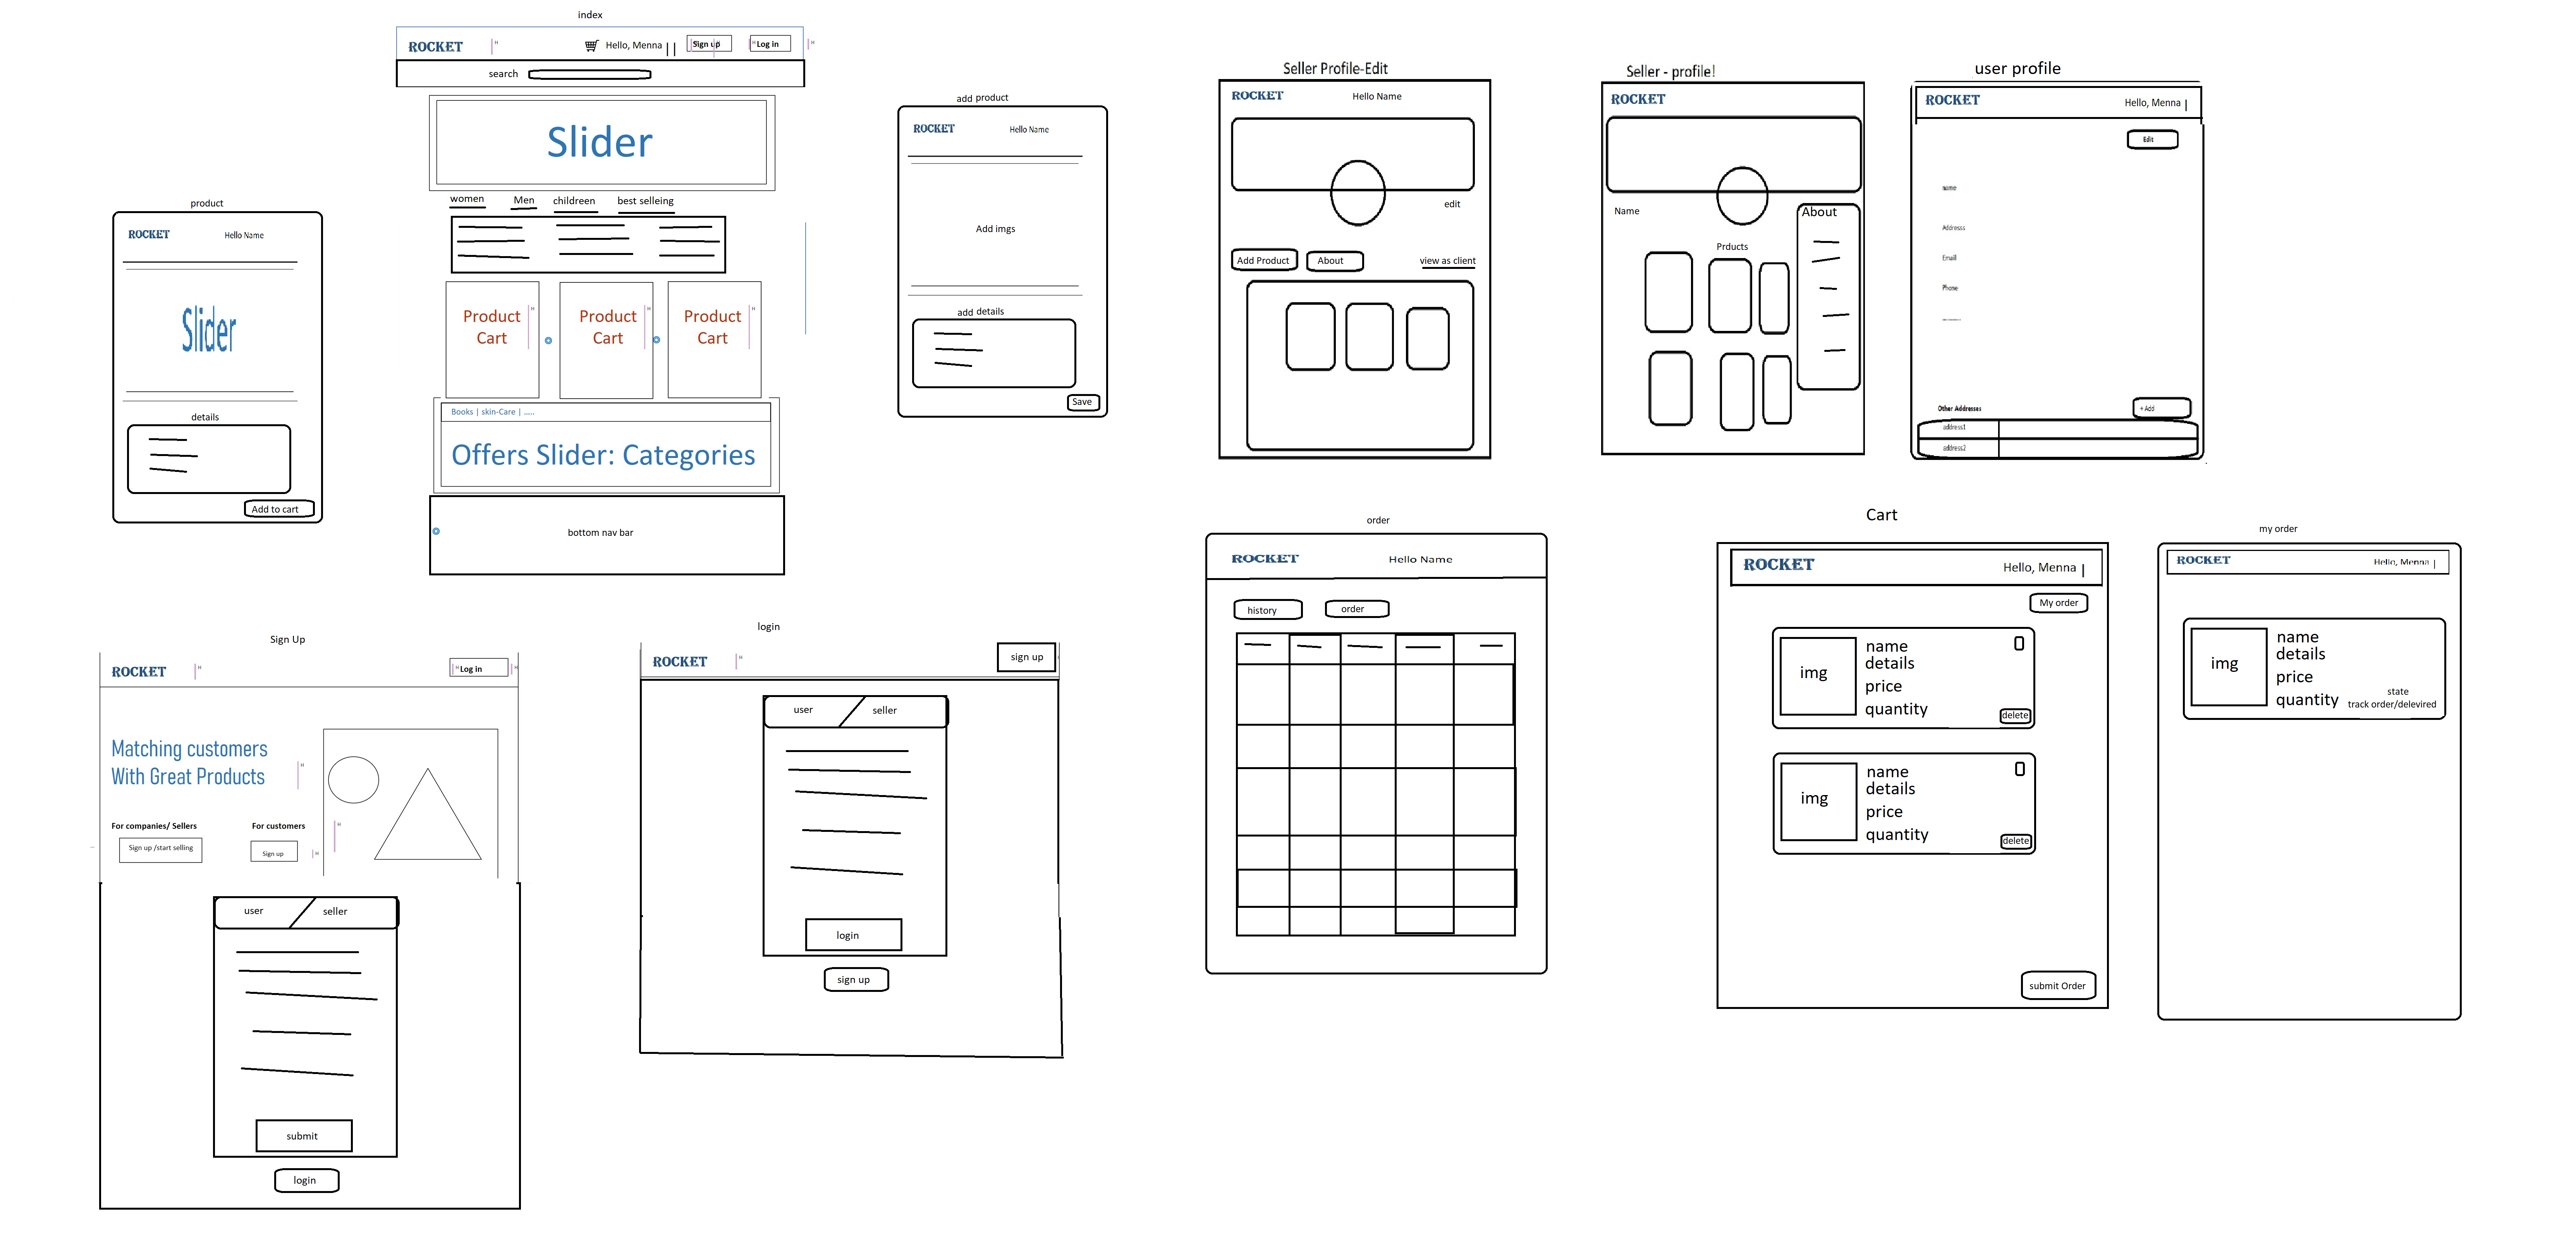 index
ROCKET
Hello, Menna
Sign up
Log in
search
Slider
women
Men
childreen
best selleing
Product
Cart
Product
Cart
Product
Cart
Books | skin-Care | .....
Offers Slider: Categories
bottom nav bar
product
ROCKET
Hello Name
Slider
details
Add to cart
add product
ROCKET
Hello Name
Add imgs
add details
Save
Seller Profile-Edit
ROCKET
Hello Name
edit
Add Product
About
view as client
Seller - profile!
ROCKET
Name
About
Prducts
user profile
ROCKET
Hello, Menna
Edit
name
Addresss
Email
Phone
Other Addresses
+ Add
address1
address2
Sign Up
ROCKET
Log in
Matching customers
With Great Products
For companies/ Sellers
For customers
Sign up /start selling
Sign up
user
seller
submit
login
login
ROCKET
sign up
user
seller
login
sign up
order
ROCKET
Hello Name
history
order
Cart
ROCKET
Hello, Menna
My order
img
name
details
price
quantity
delete
img
name
details
price
quantity
delete
submit Order
my order
ROCKET
Hello, Menna
img
name
details
price
quantity
state
track order/delevired